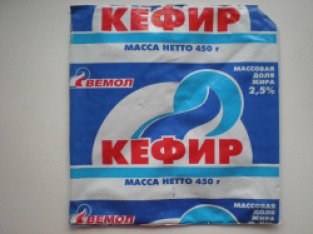 КЕФИР
МАССА НЕТТО 450 г
ВЕМОЛ
МАССОВАЯ
ДОЛЯ
ЖИРА
2,5%
КЕФИР
МАССА НЕТТО 450 г
ВЕМОЛ
МАССОВАЯ
ДОЛЯ
ЖИРА